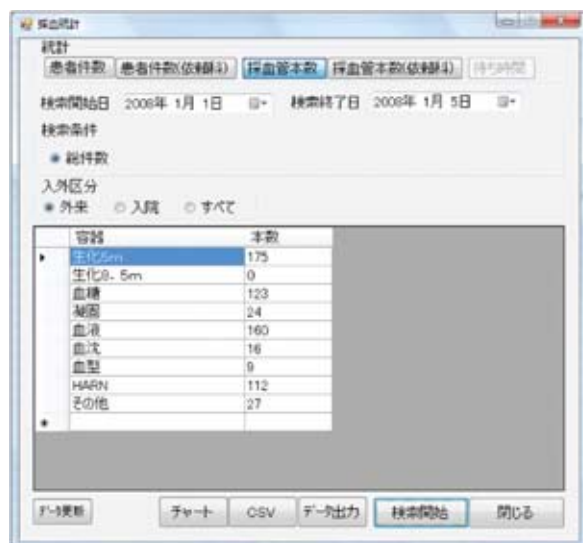 採血統計
統計
患者件数 患者件数(依頼科) 採血管本数 採血管本数(依頼科) 待ち時間
検索開始日 2008年 1月 1日 検索終了日 2008年 1月 5日
検索条件
総件数
入外区分
外来 入院 すべて
容器 本数
生化5m 175
生化8.5m 0
血糖 123
凝固 24
血液 160
血沈 16
血型 9
HARN 112
その他 27
データ更新 チャート CSV データ出力 検索開始 閉じる